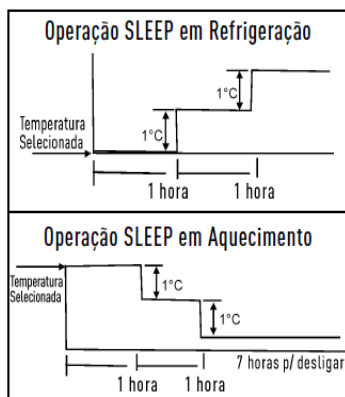 Operação SLEEP em Refrigeração
1°C
1°C
Temperatura
Selecionada
1 hora
1 hora
Operação SLEEP em Aquecimento
Temperatura
Selecionada
1°C
1°C
7 horas p/ desligar
1 hora
1 hora